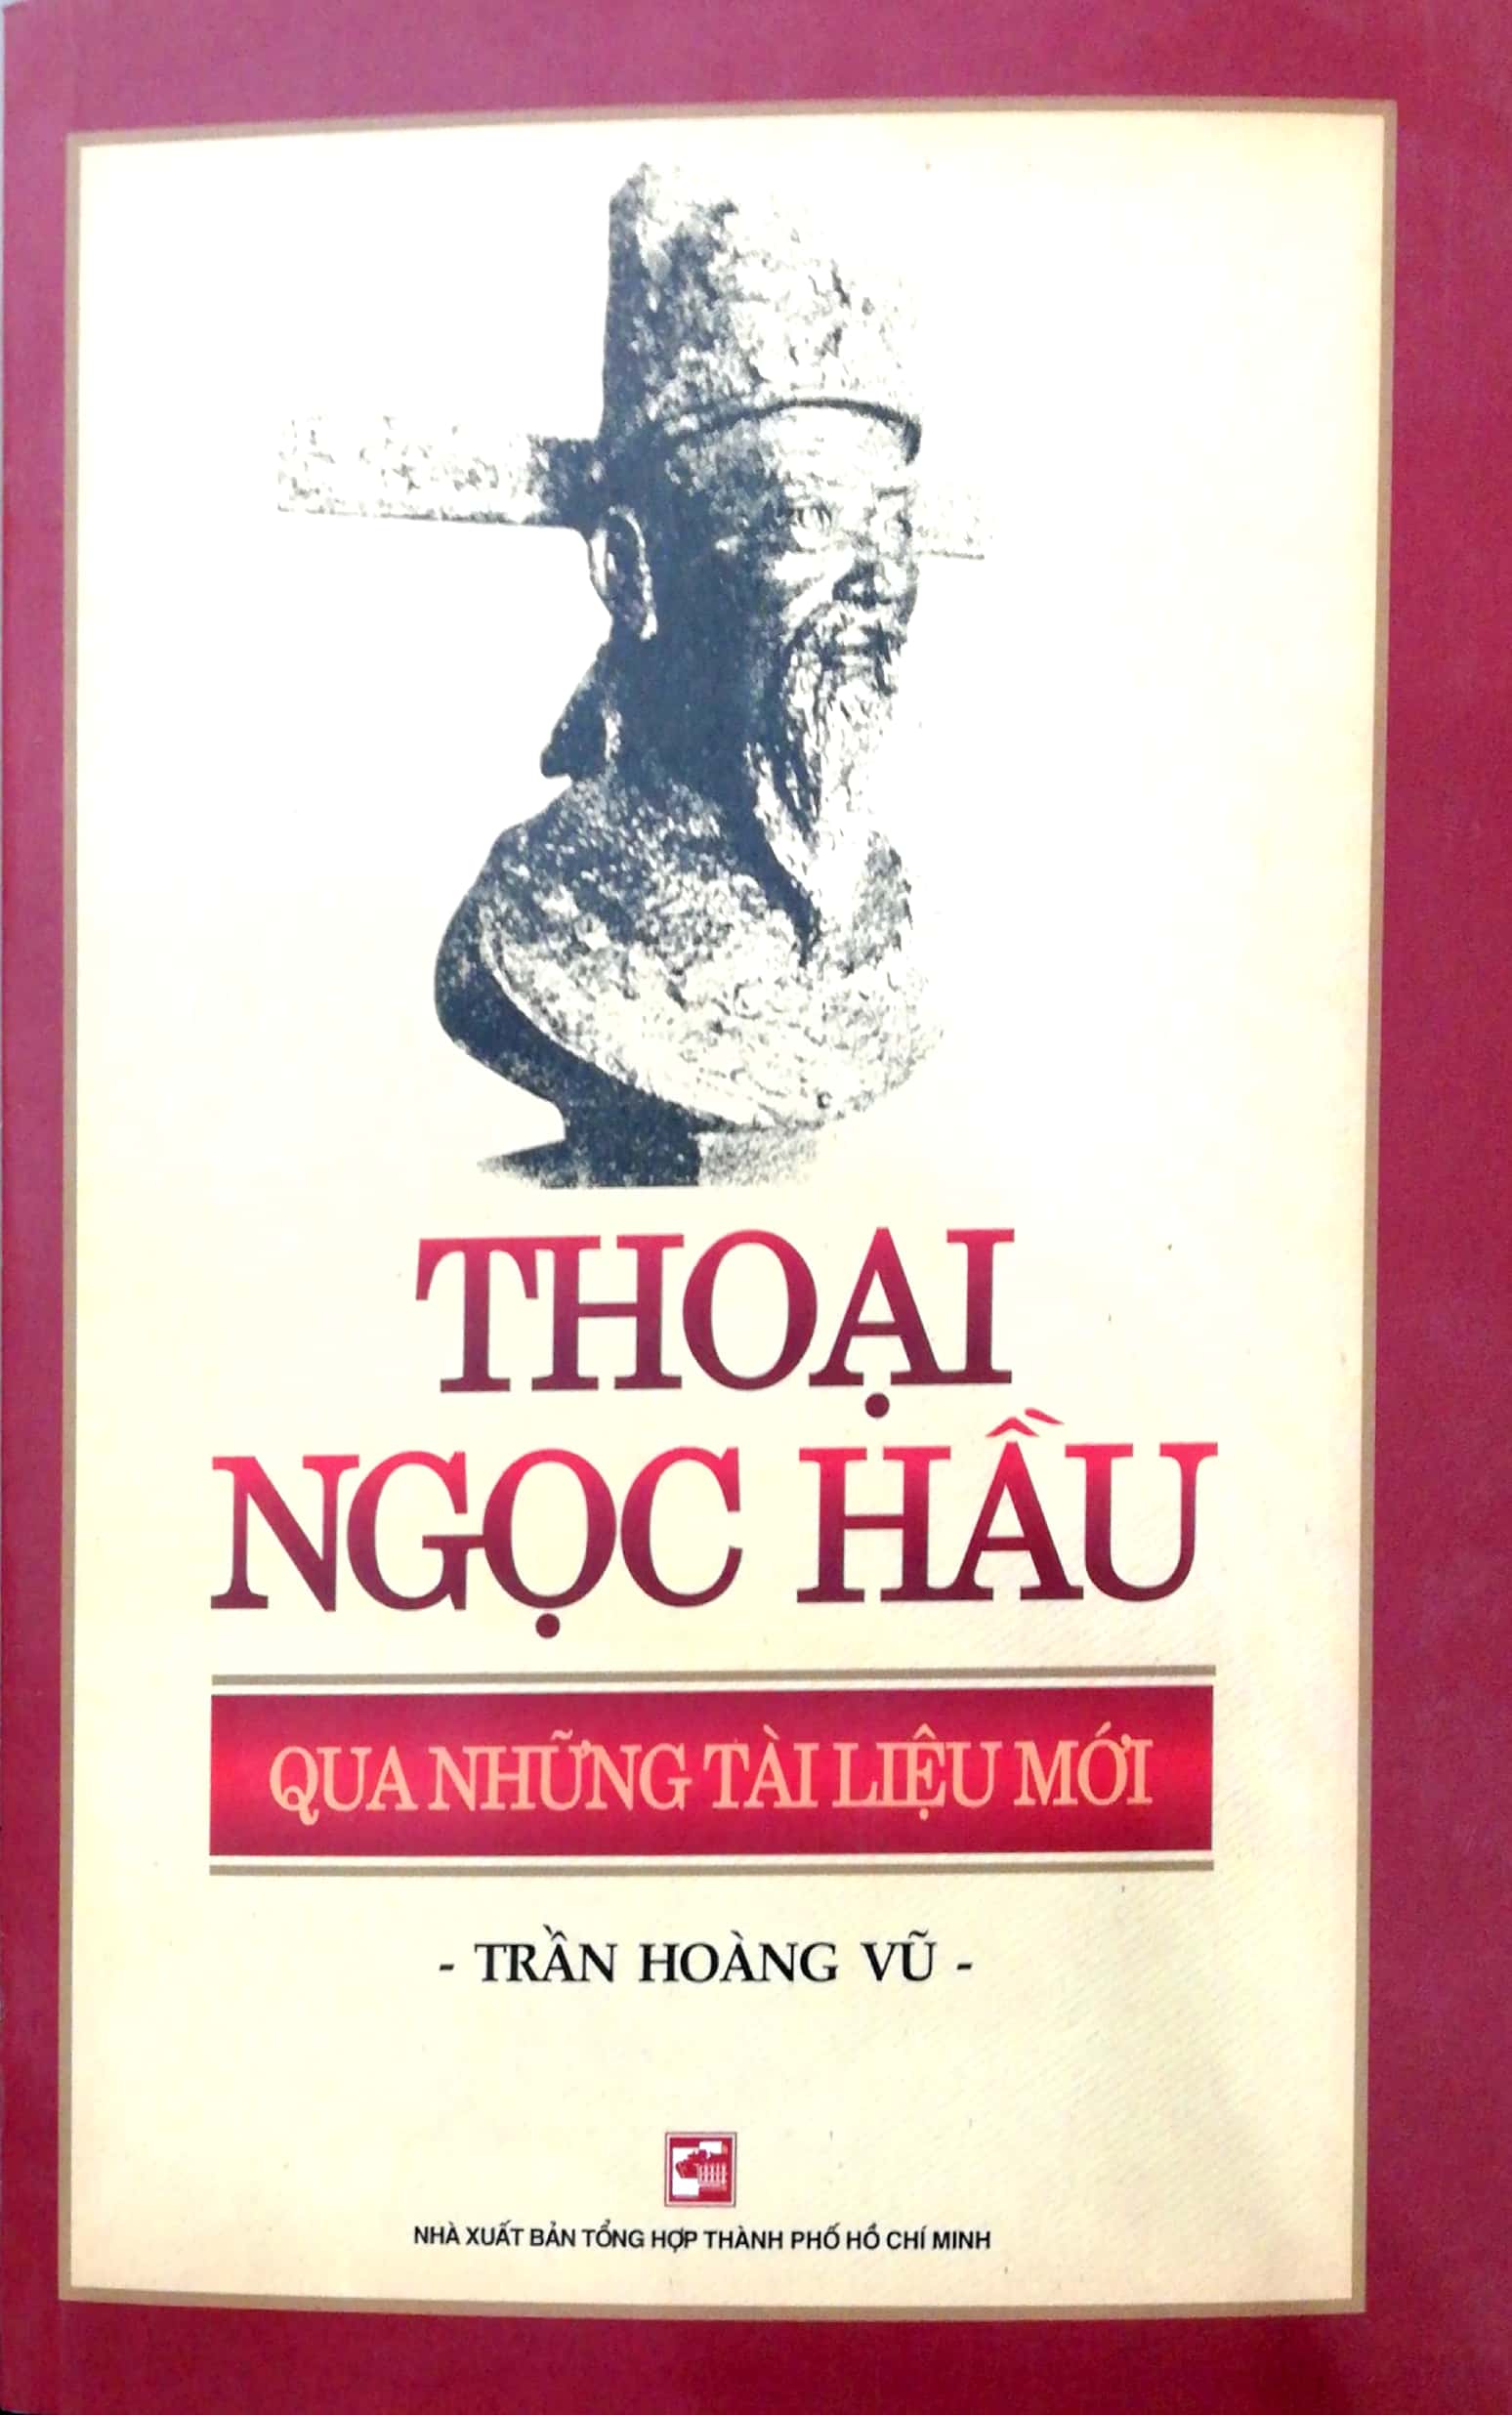 THOẠI
NGỌC HẦU
QUA NHỮNG TÀI LIỆU MỚI
- TRẦN HOÀNG VŨ -
NHÀ XUẤT BẢN TỔNG HỢP THÀNH PHỐ HỒ CHÍ MINH